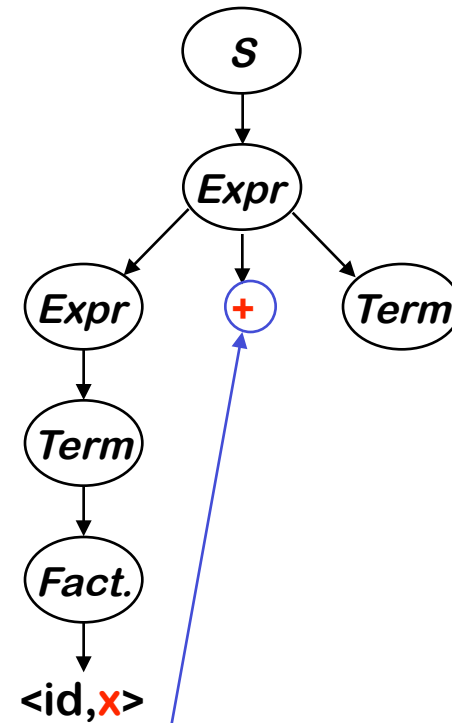 S
Expr
Expr + Term
Term
Fact.
<id,x>